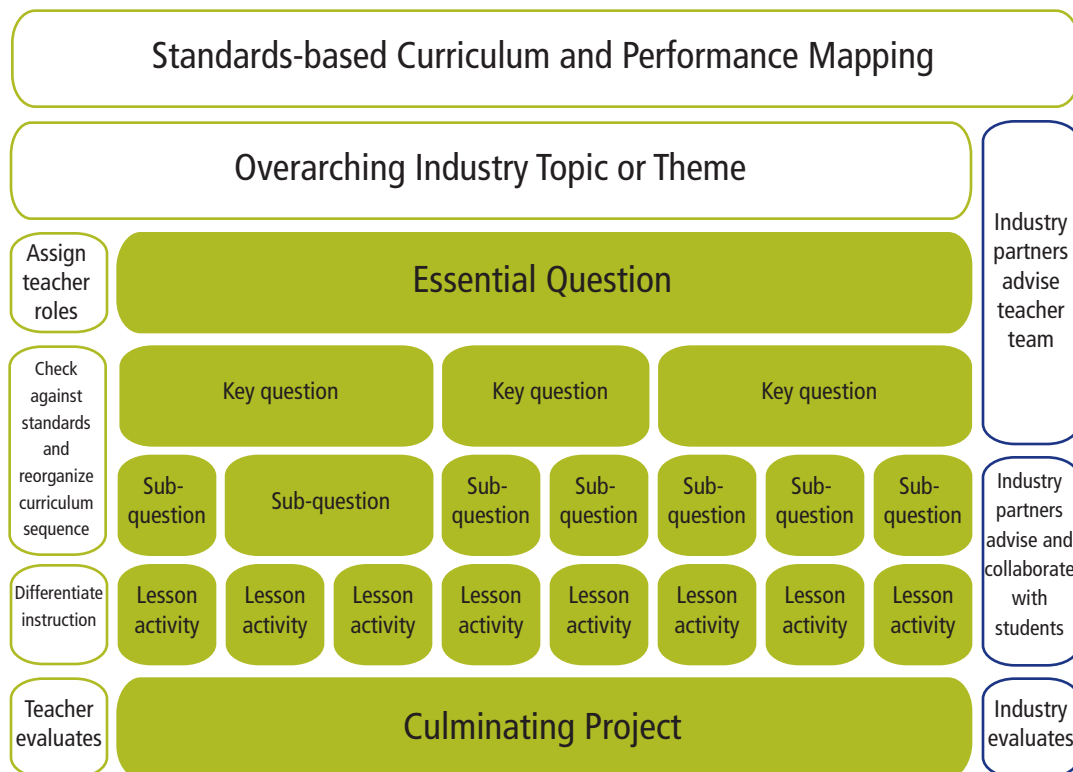 Standards-based Curriculum and Performance Mapping
Overarching Industry Topic or Theme
Industry
partners
advise
teacher
team
Assign
teacher
roles
Essential Question
Check
against
standards
and
reorganize
curriculum
sequence
Key question
Key question
Key question
Sub-
question
Sub-question
Sub-
question
Sub-
question
Sub-
question
Sub-
question
Sub-
question
Industry
partners
advise and
collaborate
with
students
Differentiate
instruction
Lesson
activity
Lesson
activity
Lesson
activity
Lesson
activity
Lesson
activity
Lesson
activity
Lesson
activity
Lesson
activity
Teacher
evaluates
Culminating Project
Industry
evaluates